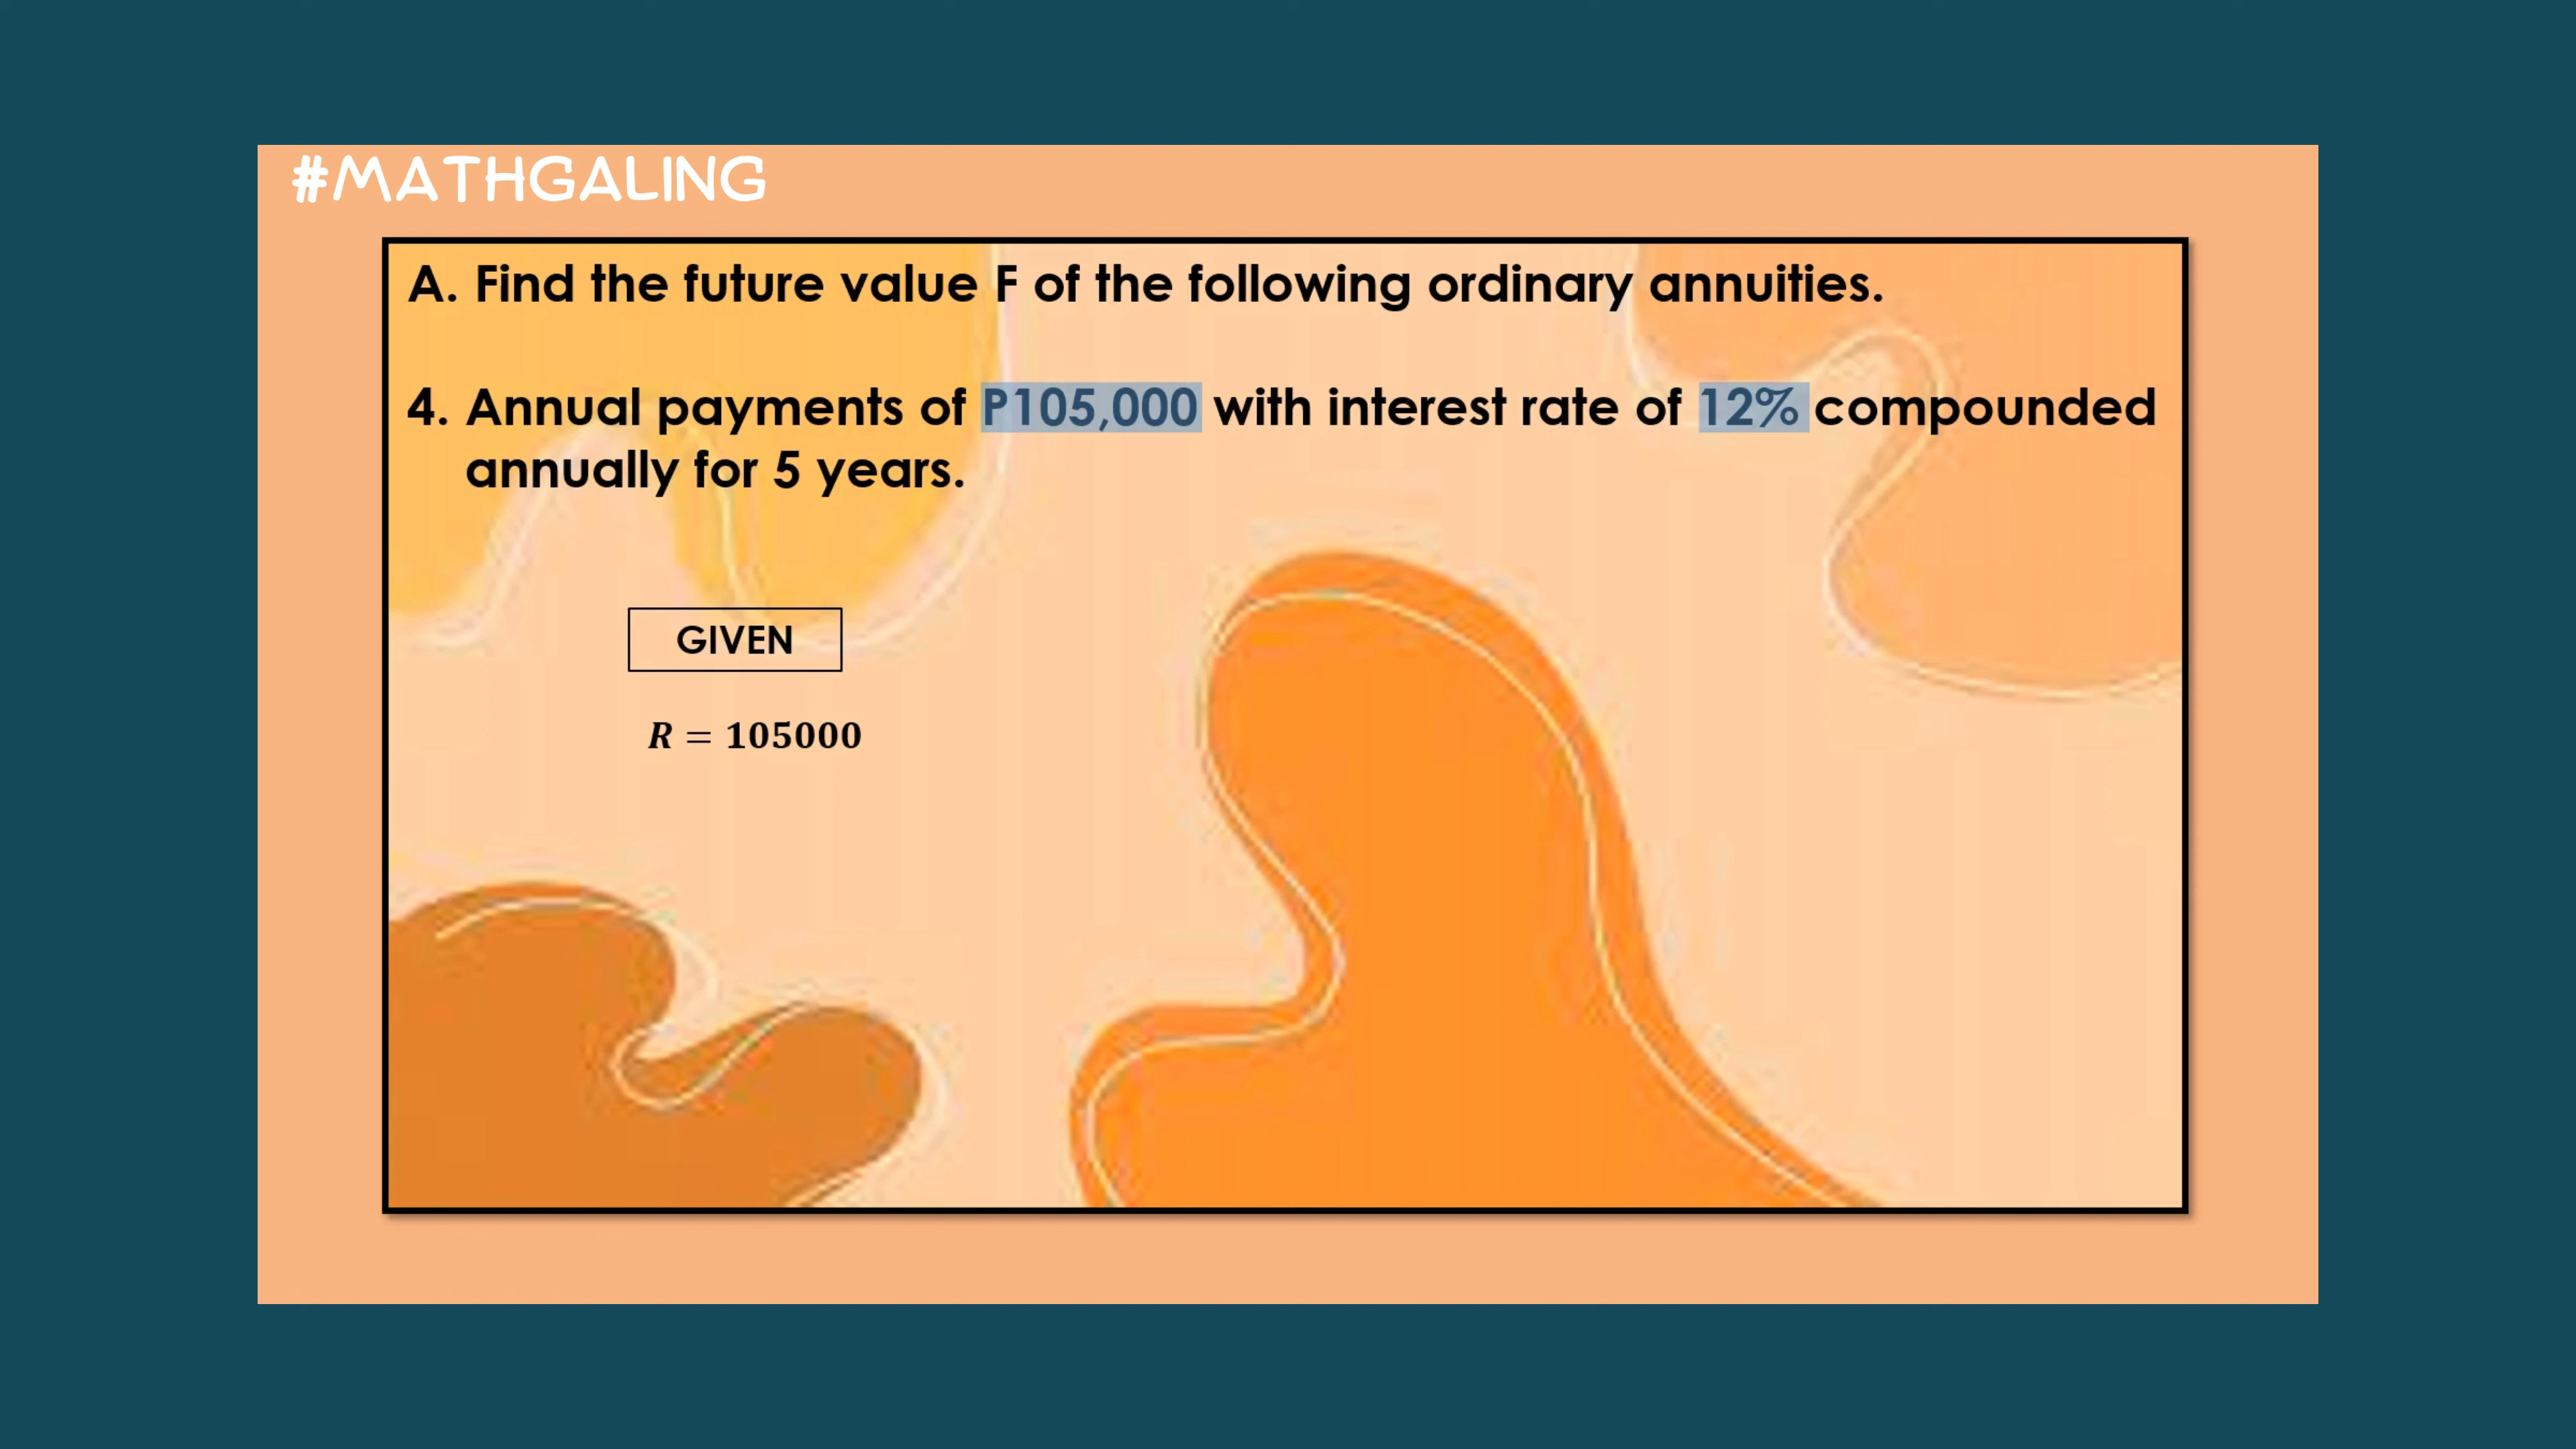 #MATHGALING
A. Find the future value F of the following ordinary annuities.
4. Annual payments of P105,000 with interest rate of 12% compounded
annually for 5 years.
GIVEN
R = 105000